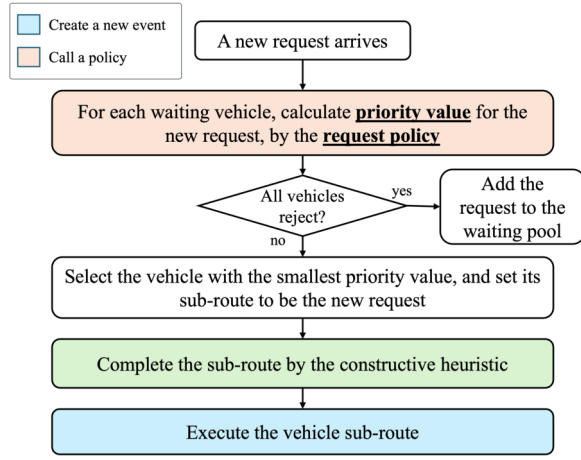 Create a new event
Call a policy
A new request arrives
For each waiting vehicle, calculate priority value for the
new request, by the request policy
All vehicles
reject?
yes
Add the
request to the
waiting pool
no
Select the vehicle with the smallest priority value, and set its
sub-route to be the new request
Complete the sub-route by the constructive heuristic
Execute the vehicle sub-route